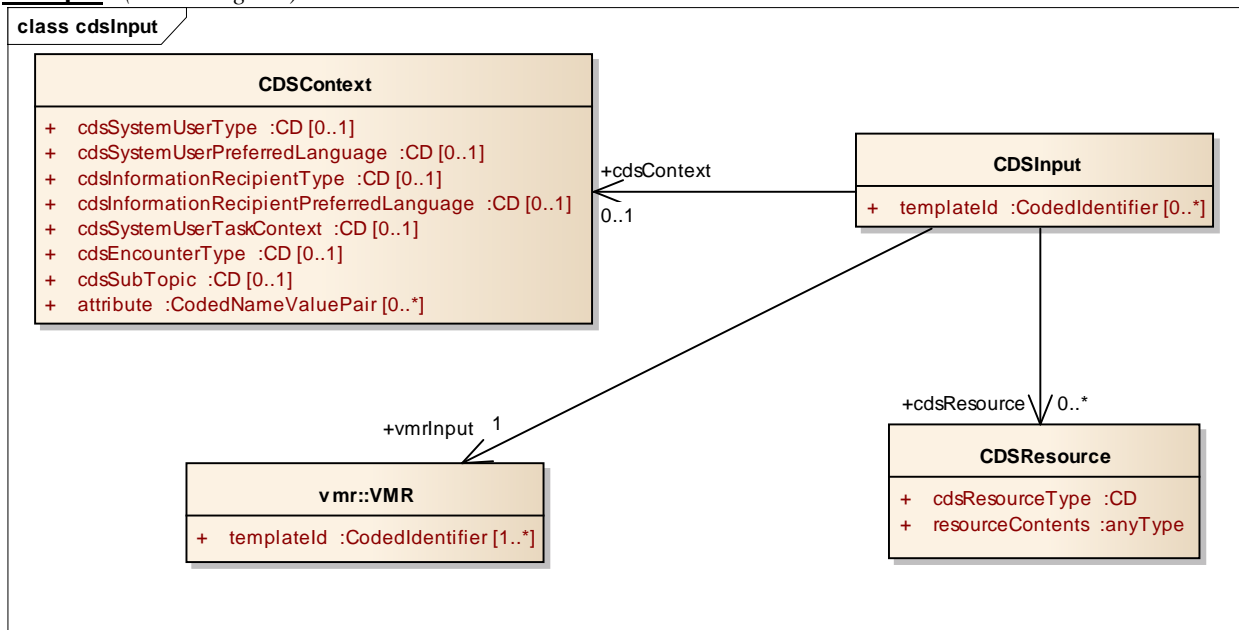 class cdsInput
CDSContext
+ cdsSystemUserType :CD [0..1]
+ cdsSystemUserPreferredLanguage :CD [0..1]
+ cdsInformationRecipientType :CD [0..1]
+ cdsInformationRecipientPreferredLanguage :CD [0..1]
+ cdsSystemUserTaskContext :CD [0..1]
+ cdsEncounterType :CD [0..1]
+ cdsSubTopic :CD [0..1]
+ attribute :CodedNameValuePair [0..*]
+cdsContext
0..1
CDSInput
+ templateId :CodedIdentifier [0..*]
+cdsResource 0..*
+vmrInput 1
CDSResource
+ cdsResourceType :CD
+ resourceContents :anyType
vmr::VMR
+ templateId :CodedIdentifier [1..*]